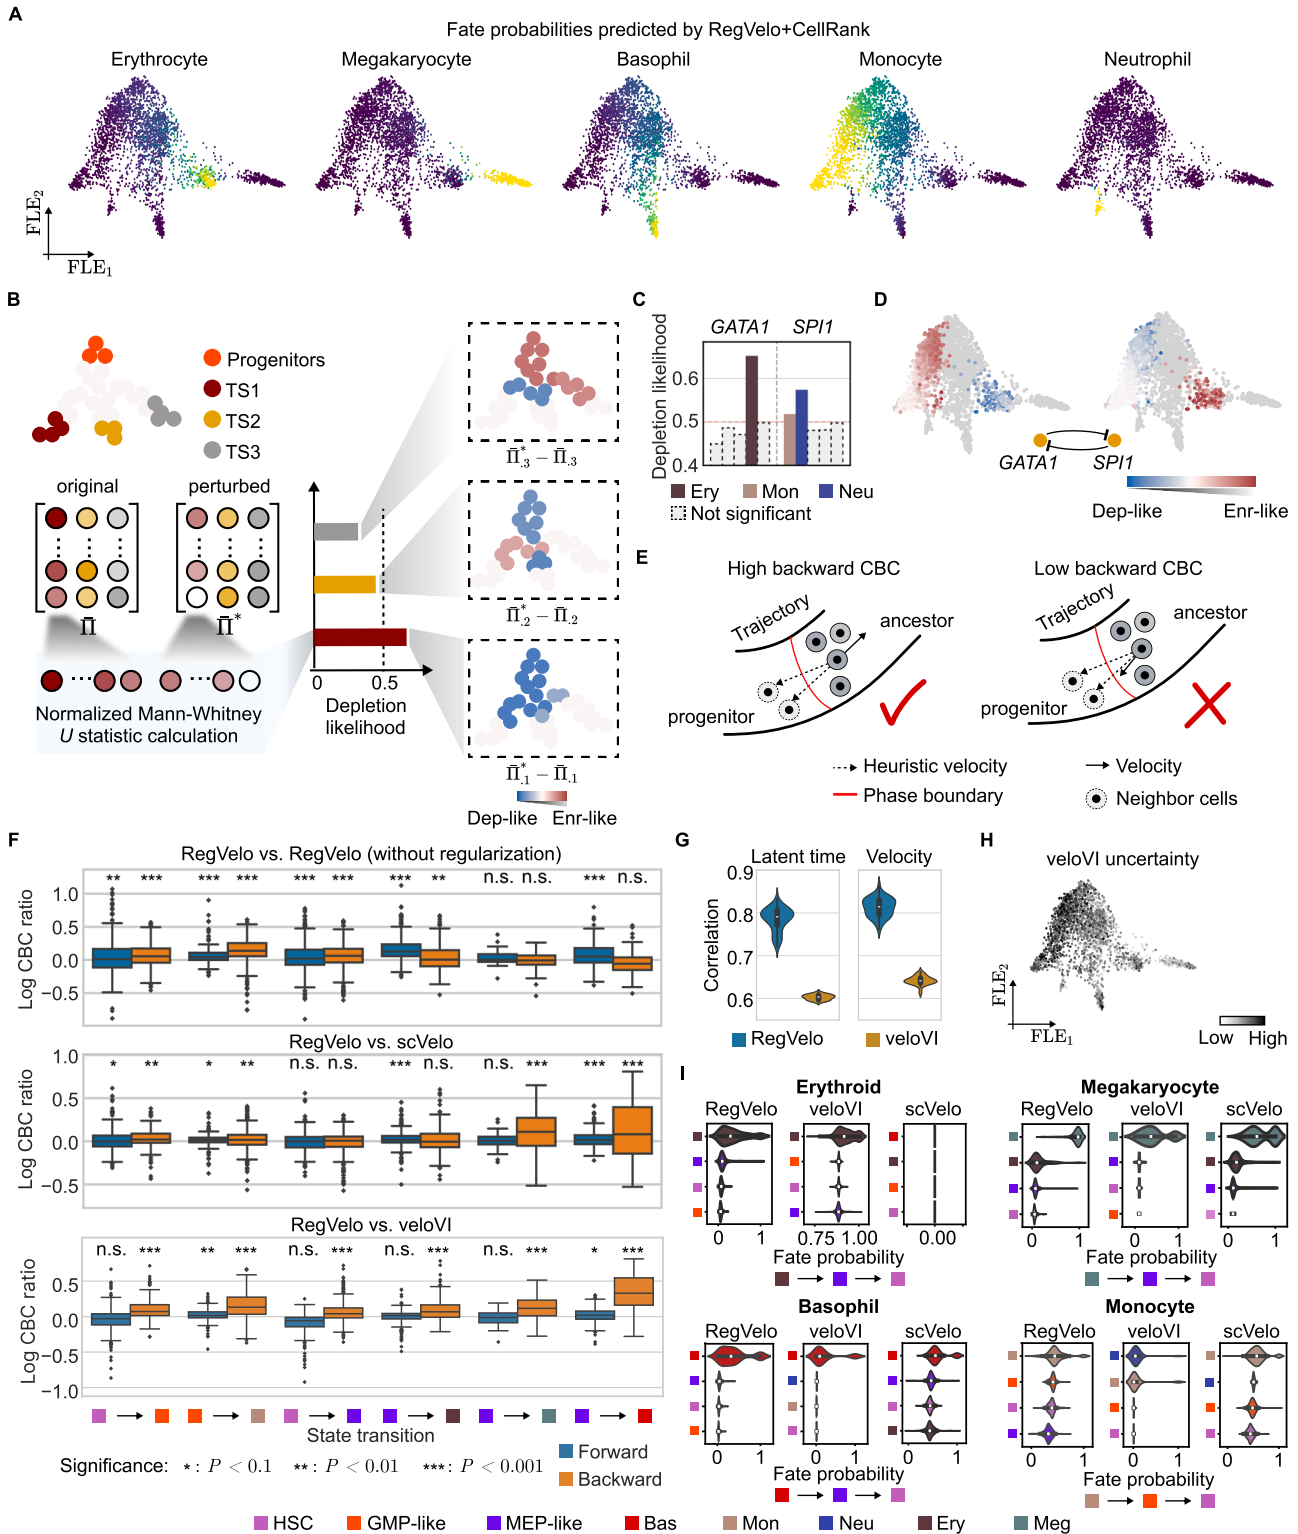 A
Fate probabilities predicted by RegVelo+CellRank
Erythrocyte
Megakaryocyte
Basophil
Monocyte
Neutrophil
FLE2
FLE1
B
Progenitors
TS1
TS2
TS3
original
perturbed
Π̄
Π̄*
Normalized Mann-Whitney
U statistic calculation
0
0.5
Depletion
likelihood
Π̄*.3 − Π̄.3
Π̄*.2 − Π̄.2
Π̄*.1 − Π̄.1
Dep-like
Enr-like
C
GATA1
SPI1
Depletion likelihood
0.6
0.5
0.4
Ery
Mon
Neu
Not significant
D
GATA1
SPI1
Dep-like
Enr-like
E
High backward CBC
Low backward CBC
Trajectory
ancestor
progenitor
Trajectory
ancestor
progenitor
Heuristic velocity
Velocity
Phase boundary
Neighbor cells
F
RegVelo vs. RegVelo (without regularization)
Log CBC ratio
1.0
0.5
0.0
−0.5
** *** *** *** *** *** *** ** n.s. n.s. *** n.s.
RegVelo vs. scVelo
Log CBC ratio
1.0
0.5
0.0
−0.5
* ** * ** n.s. n.s. *** n.s. n.s. *** *** ***
RegVelo vs. veloVI
Log CBC ratio
0.5
0.0
−0.5
−1.0
n.s. *** ** *** n.s. *** n.s. *** n.s. *** * ***
State transition
Significance: *: P < 0.1 **: P < 0.01 ***: P < 0.001
Forward
Backward
G
Latent time
Velocity
Correlation
0.9
0.8
0.7
0.6
RegVelo
veloVI
H
veloVI uncertainty
FLE2
FLE1
Low
High
I
Erythroid
RegVelo
veloVI
scVelo
0 1
0.75 1.00
0.00
Fate probability
Megakaryocyte
RegVelo
veloVI
scVelo
0 1
0 1
0 1
Fate probability
Basophil
RegVelo
veloVI
scVelo
0 1
0 1
0 1
Fate probability
Monocyte
RegVelo
veloVI
scVelo
0 1
0 1
0 1
Fate probability
HSC
GMP-like
MEP-like
Bas
Mon
Neu
Ery
Meg